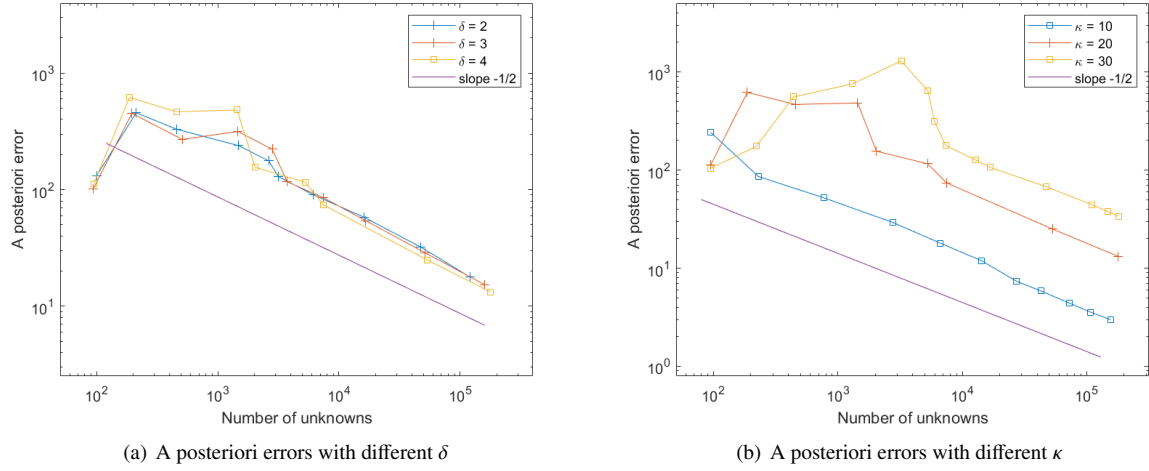 δ = 2
δ = 3
δ = 4
slope -1/2
10³
10²
10¹
A posteriori error
10² 10³ 10⁴ 10⁵
Number of unknowns
(a) A posteriori errors with different δ
κ = 10
κ = 20
κ = 30
slope -1/2
10³
10²
10¹
10⁰
A posteriori error
10² 10³ 10⁴ 10⁵
Number of unknowns
(b) A posteriori errors with different κ